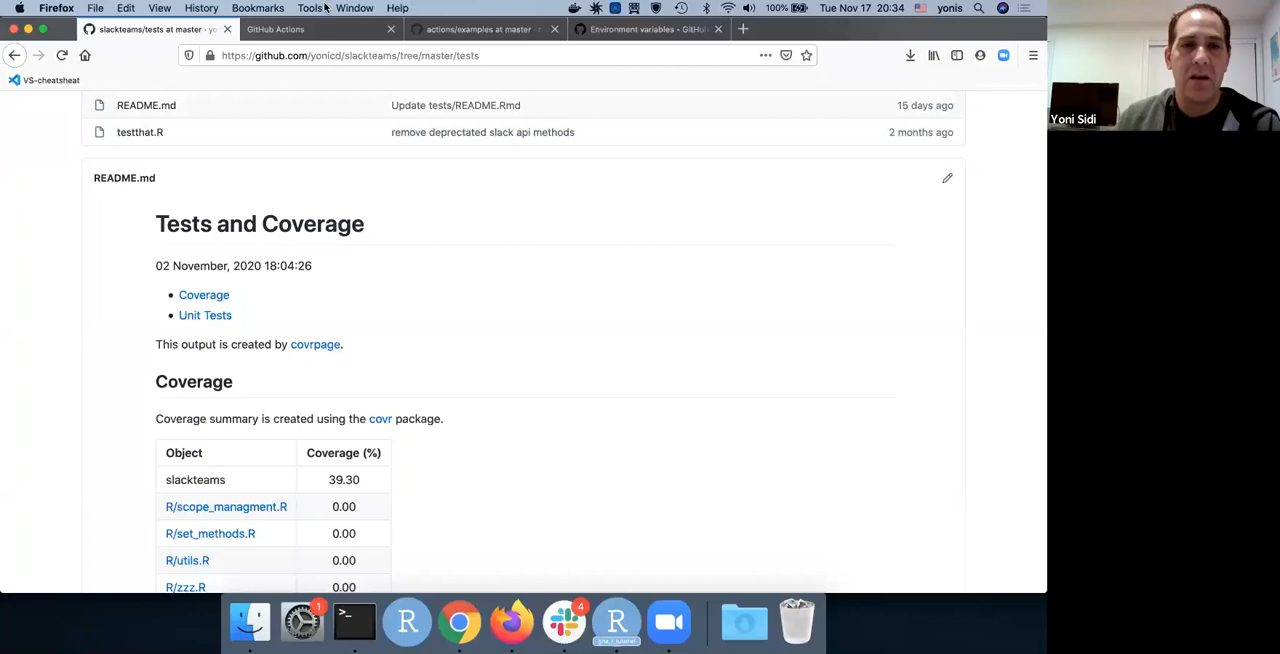 Firefox File Edit View History Bookmarks Tools Window Help 100% Tue Nov 17 20:34 yonis
slackteams/tests at master · yo GitHub Actions actions/examples at master · r Environment variables - GitHub
https://github.com/yonicd/slackteams/tree/master/tests
VS-cheatsheat
README.md Update tests/README.Rmd 15 days ago
testthat.R remove deprectated slack api methods 2 months ago
README.md
Tests and Coverage
02 November, 2020 18:04:26
Coverage
Unit Tests
This output is created by covrpage.
Coverage
Coverage summary is created using the covr package.
Object Coverage (%)
slackteams 39.30
R/scope_managment.R 0.00
R/set_methods.R 0.00
R/utils.R 0.00
R/zzz.R 0.00
Yoni Sidi
1
4